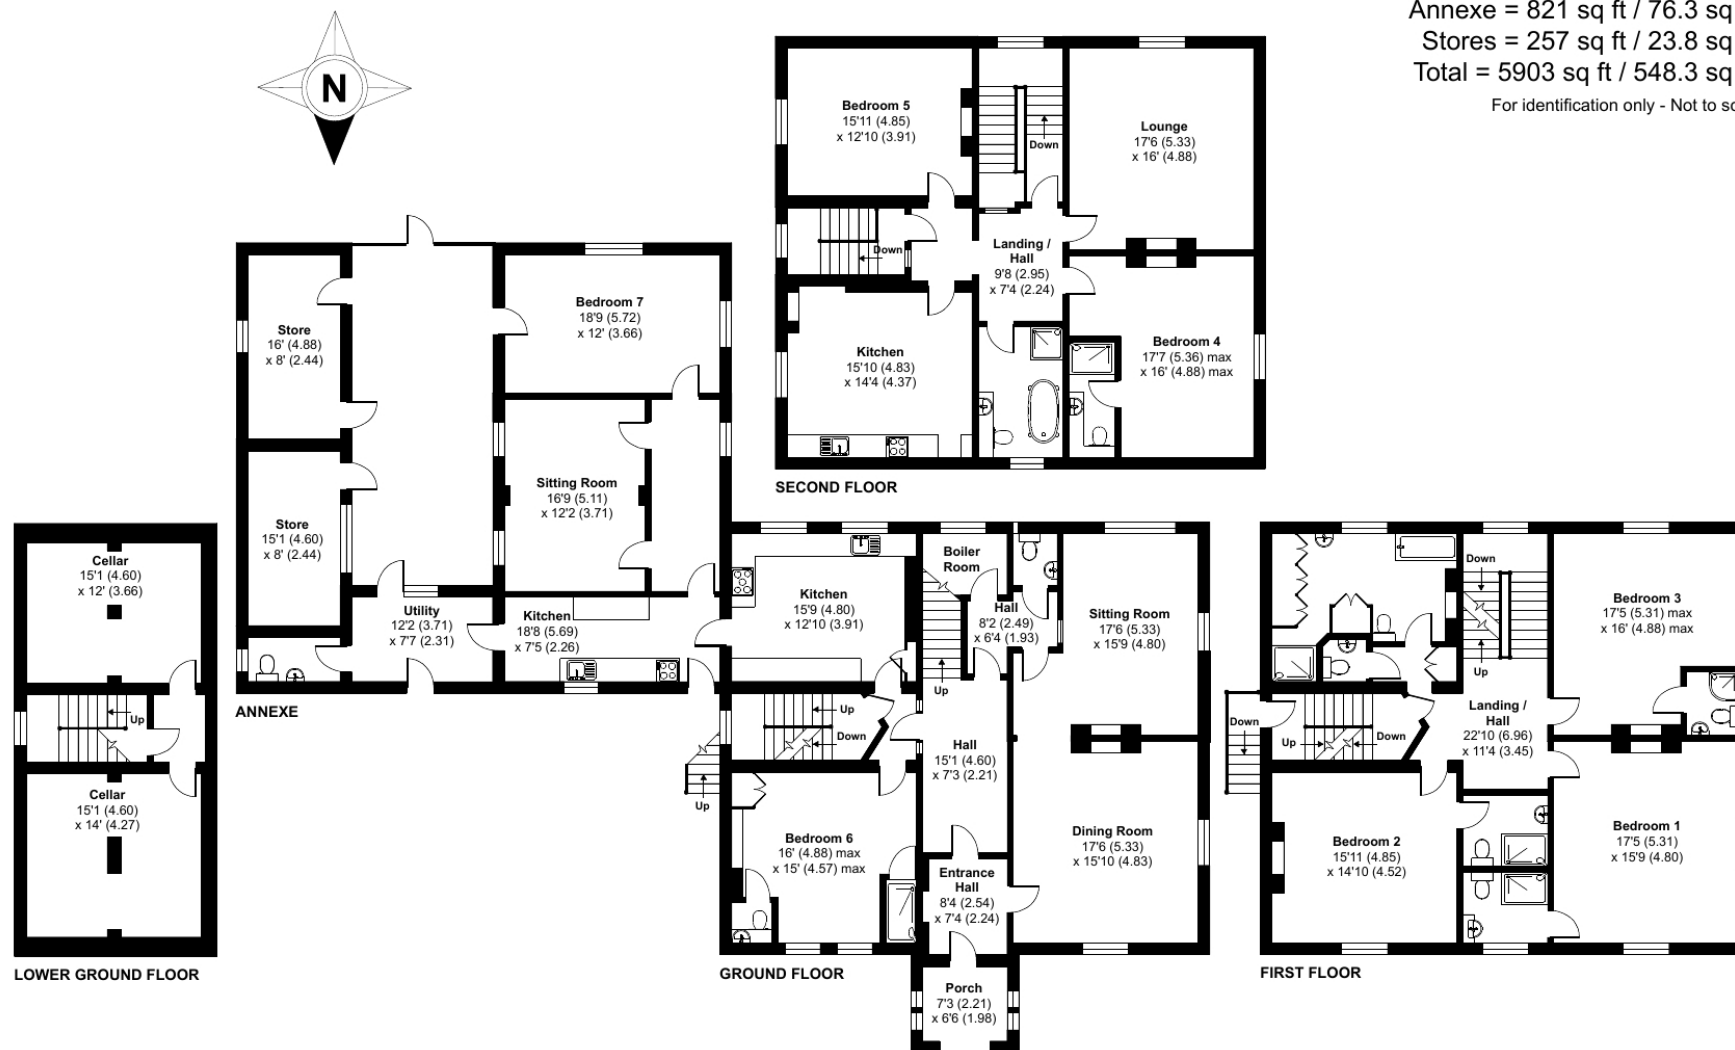 Annexe = 821 sq ft / 76.3 sq
Stores = 257 sq ft / 23.8 sq
Total = 5903 sq ft / 548.3 sq
For identification only - Not to
N
Bedroom 5
15'11 (4.85)
x 12'10 (3.91)
Down
Lounge
17'6 (5.33)
x 16' (4.88)
Down
Landing /
Hall
9'8 (2.95)
x 7'4 (2.24)
Kitchen
15'10 (4.83)
x 14'4 (4.37)
Bedroom 4
17'7 (5.36) max
x 16' (4.88) max
SECOND FLOOR
Store
16' (4.88)
x 8' (2.44)
Bedroom 7
18'9 (5.72)
x 12' (3.66)
Sitting Room
16'9 (5.11)
x 12'2 (3.71)
Store
15'1 (4.60)
x 8' (2.44)
Utility
12'2 (3.71)
x 7'7 (2.31)
Kitchen
18'8 (5.69)
x 7'5 (2.26)
ANNEXE
Cellar
15'1 (4.60)
x 12' (3.66)
Up
Cellar
15'1 (4.60)
x 14' (4.27)
LOWER GROUND FLOOR
Kitchen
15'9 (4.80)
x 12'10 (3.91)
Boiler
Room
Hall
8'2 (2.49)
x 6'4 (1.93)
Sitting Room
17'6 (5.33)
x 15'9 (4.80)
Up
Up
Down
Up
Hall
15'1 (4.60)
x 7'3 (2.21)
Bedroom 6
16' (4.88) max
x 15' (4.57) max
Dining Room
17'6 (5.33)
x 15'10 (4.83)
Entrance
Hall
8'4 (2.54)
x 7'4 (2.24)
Porch
7'3 (2.21)
x 6'6 (1.98)
GROUND FLOOR
Down
Up
Bedroom 3
17'5 (5.31) max
x 16' (4.88) max
Down
Up
Down
Landing /
Hall
22'10 (6.96)
x 11'4 (3.45)
Bedroom 2
15'11 (4.85)
x 14'10 (4.52)
Bedroom 1
17'5 (5.31)
x 15'9 (4.80)
FIRST FLOOR